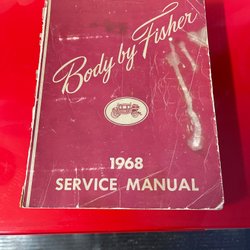 Body by Fisher
1968
SERVICE MANUAL